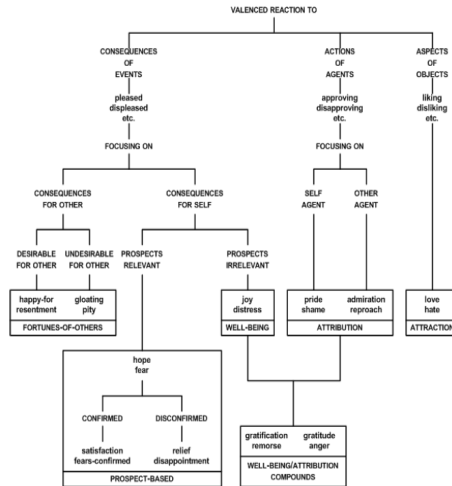 VALENCED REACTION TO
CONSEQUENCES
OF
EVENTS
ACTIONS
OF
AGENTS
ASPECTS
OF
OBJECTS
pleased
displeased
etc.
approving
disapproving
etc.
liking
disliking
etc.
FOCUSING ON
FOCUSING ON
CONSEQUENCES
FOR OTHER
CONSEQUENCES
FOR SELF
SELF
AGENT
OTHER
AGENT
DESIRABLE
FOR OTHER
UNDESIRABLE
FOR OTHER
PROSPECTS
RELEVANT
PROSPECTS
IRRELEVANT
happy-for
resentment
gloating
pity
FORTUNES-OF-OTHERS
joy
distress
WELL-BEING
pride
shame
admiration
reproach
ATTRIBUTION
love
hate
ATTRACTION
hope
fear
CONFIRMED
DISCONFIRMED
satisfaction
fears-confirmed
relief
disappointment
PROSPECT-BASED
gratification
remorse
gratitude
anger
WELL-BEING/ATTRIBUTION
COMPOUNDS